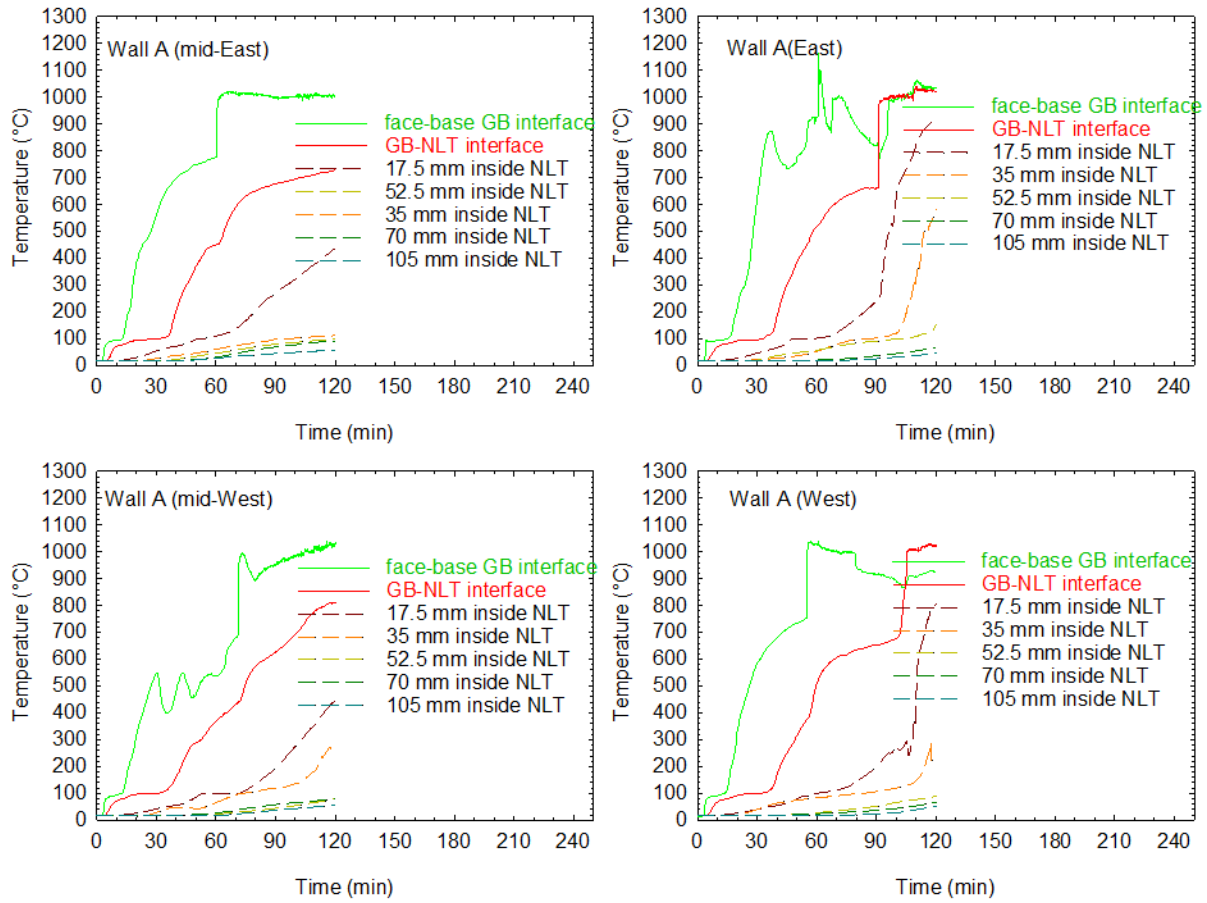 1300
1200
1100
1000
900
800
700
600
500
400
300
200
100
0
Temperature (°C)
Wall A (mid-East)
face-base GB interface
GB-NLT interface
17.5 mm inside NLT
52.5 mm inside NLT
35 mm inside NLT
70 mm inside NLT
105 mm inside NLT
0 30 60 90 120 150 180 210 240
Time (min)
1300
1200
1100
1000
900
800
700
600
500
400
300
200
100
0
Temperature (°C)
Wall A(East)
face-base GB interface
GB-NLT interface
17.5 mm inside NLT
35 mm inside NLT
52.5 mm inside NLT
70 mm inside NLT
105 mm inside NLT
0 30 60 90 120 150 180 210 240
Time (min)
1300
1200
1100
1000
900
800
700
600
500
400
300
200
100
0
Temperature (°C)
Wall A (mid-West)
face-base GB interface
GB-NLT interface
17.5 mm inside NLT
35 mm inside NLT
52.5 mm inside NLT
70 mm inside NLT
105 mm inside NLT
0 30 60 90 120 150 180 210 240
Time (min)
1300
1200
1100
1000
900
800
700
600
500
400
300
200
100
0
Temperature (°C)
Wall A (West)
face-base GB interface
GB-NLT interface
17.5 mm inside NLT
35 mm inside NLT
52.5 mm inside NLT
70 mm inside NLT
105 mm inside NLT
0 30 60 90 120 150 180 210 240
Time (min)